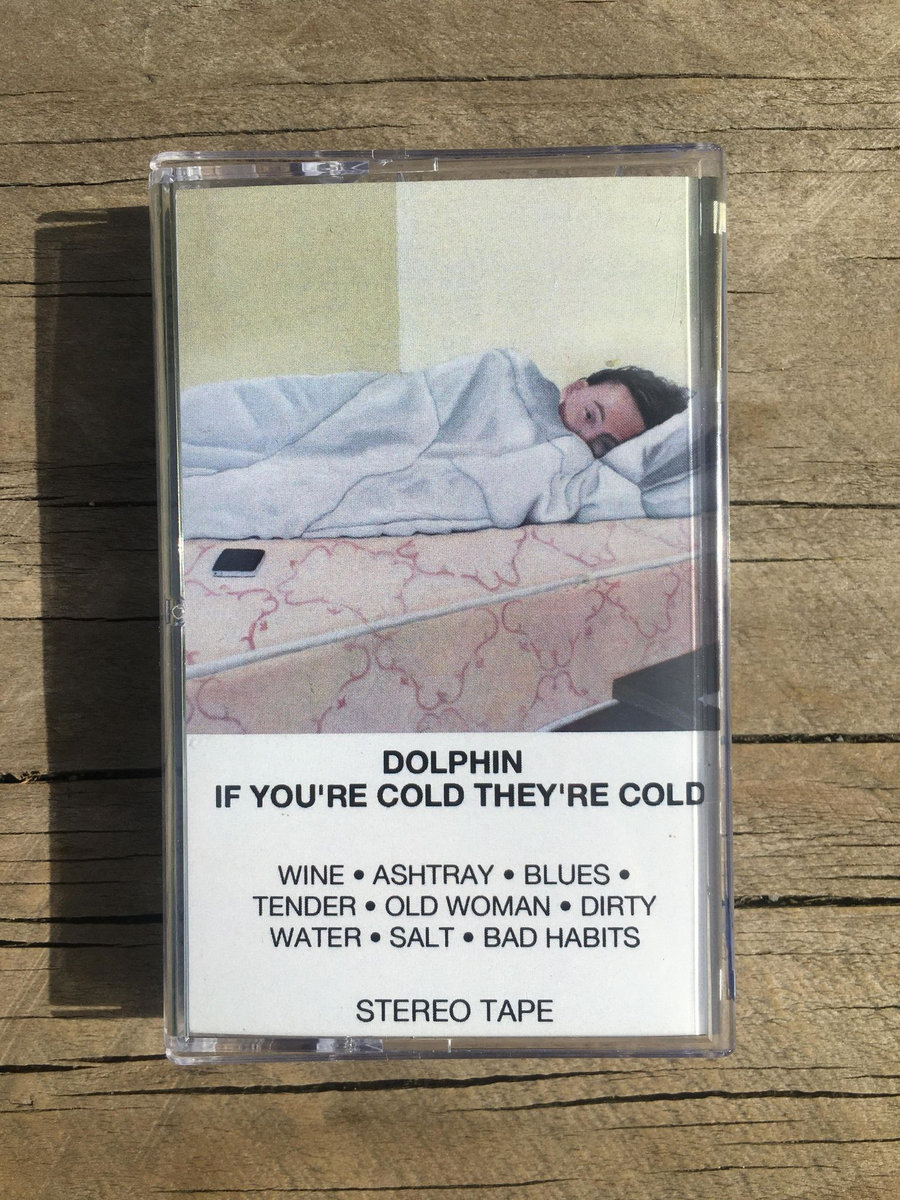 DOLPHIN
IF YOU'RE COLD THEY'RE COLD
WINE • ASHTRAY • BLUES •
TENDER • OLD WOMAN • DIRTY
WATER • SALT • BAD HABITS
STEREO TAPE